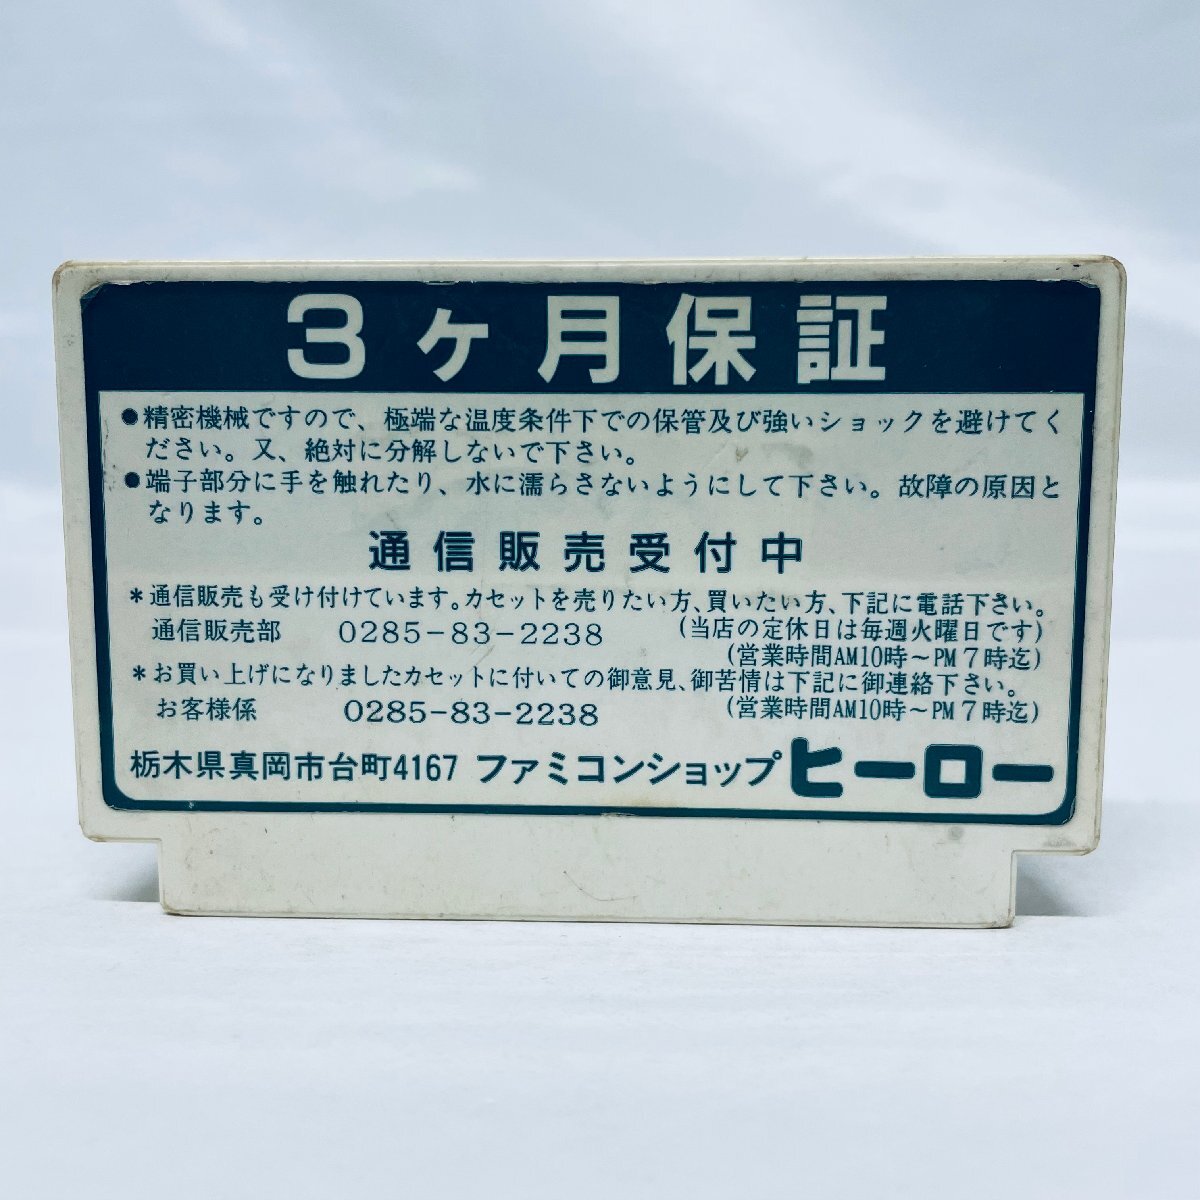 3ヶ月保証
●精密機械ですので、極端な温度条件下での保管及び強いショックを避けてく
ださい。又、絶対に分解しないで下さい。
●端子部分に手を触れたり、水に濡らさないようにして下さい。故障の原因と
なります。
通信販売受付中
*通信販売も受け付けています。カセットを売りたい方、買いたい方、下記に電話下さい。
通信販売部 0285-83-2238 (当店の定休日は毎週火曜日です)
(営業時間AM10時〜PM7時迄)
*お買い上げになりましたカセットに付いての御意見、御苦情は下記に御連絡下さい。
お客様係 0285-83-2238 (営業時間AM10時〜PM7時迄)
栃木県真岡市台町4167 ファミコンショップ ヒーロー